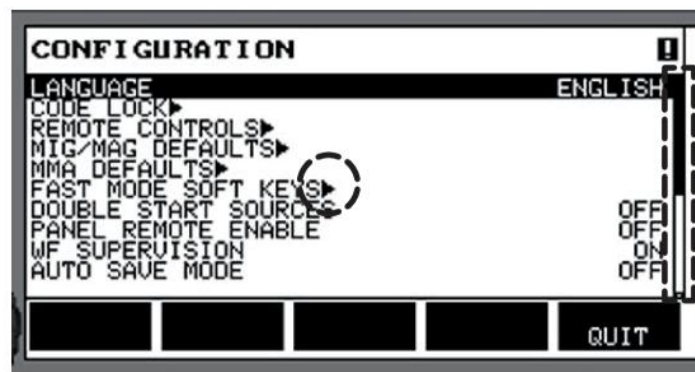 CONFIGURATION !
LANGUAGE ENGLISH
CODE LOCK▶
REMOTE CONTROLS▶
MIG/MAG DEFAULTS▶
MMA DEFAULTS▶
FAST MODE SOFT KEYS▶
DOUBLE START SOURCES OFF
PANEL REMOTE ENABLE OFF
WF SUPERVISION ON
AUTO SAVE MODE OFF
QUIT